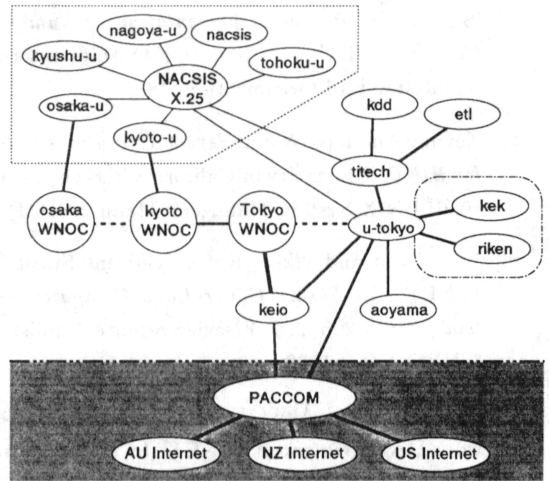 nagoya-u
nacsis
kyushu-u
NACSIS
X.25
tohoku-u
osaka-u
kyoto-u
kdd
etl
titech
kek
osaka
WNOC
kyoto
WNOC
Tokyo
WNOC
u-tokyo
riken
keio
aoyama
PACCOM
AU Internet
NZ Internet
US Internet